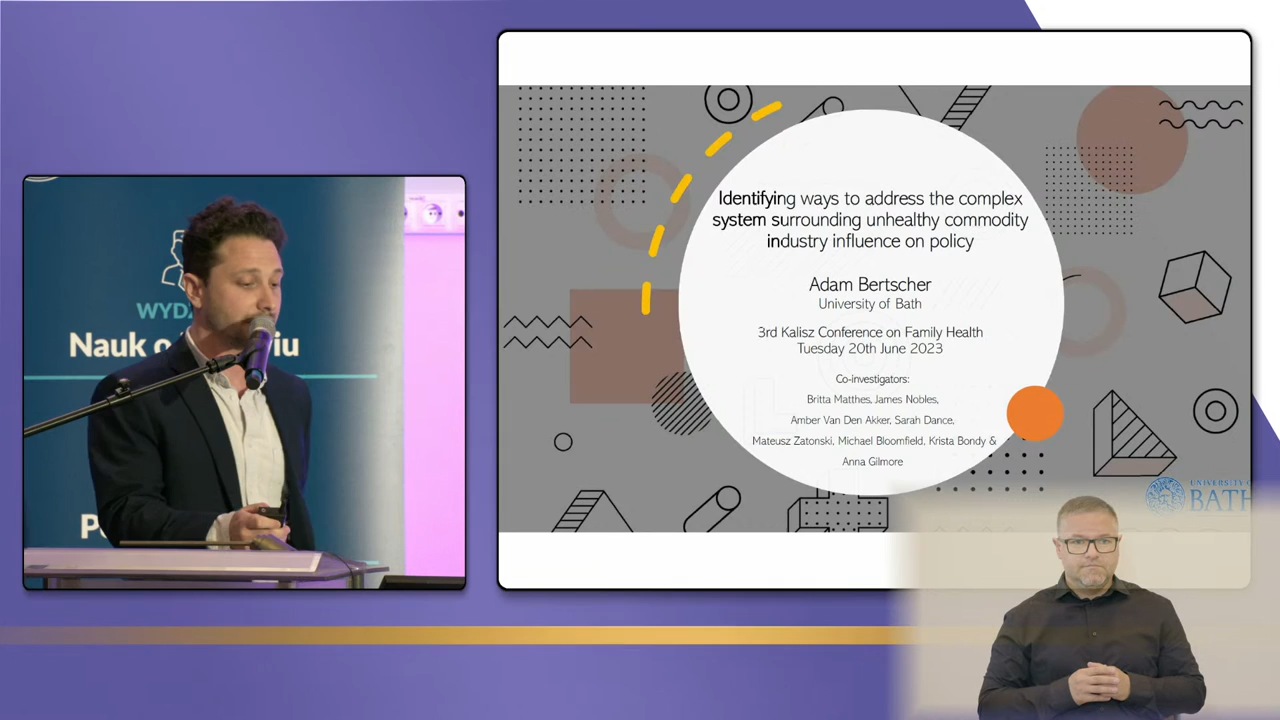 WYD
Nauk o iu
P
Identifying ways to address the complex
system surrounding unhealthy commodity
industry influence on policy
Adam Bertscher
University of Bath
3rd Kalisz Conference on Family Health
Tuesday 20th June 2023
Co-investigators:
Britta Matthes, James Nobles,
Amber Van Den Akker, Sarah Dance,
Mateusz Zatonski, Michael Bloomfield, Krista Bondy &
Anna Gilmore
UNIVERSITY O
BATH